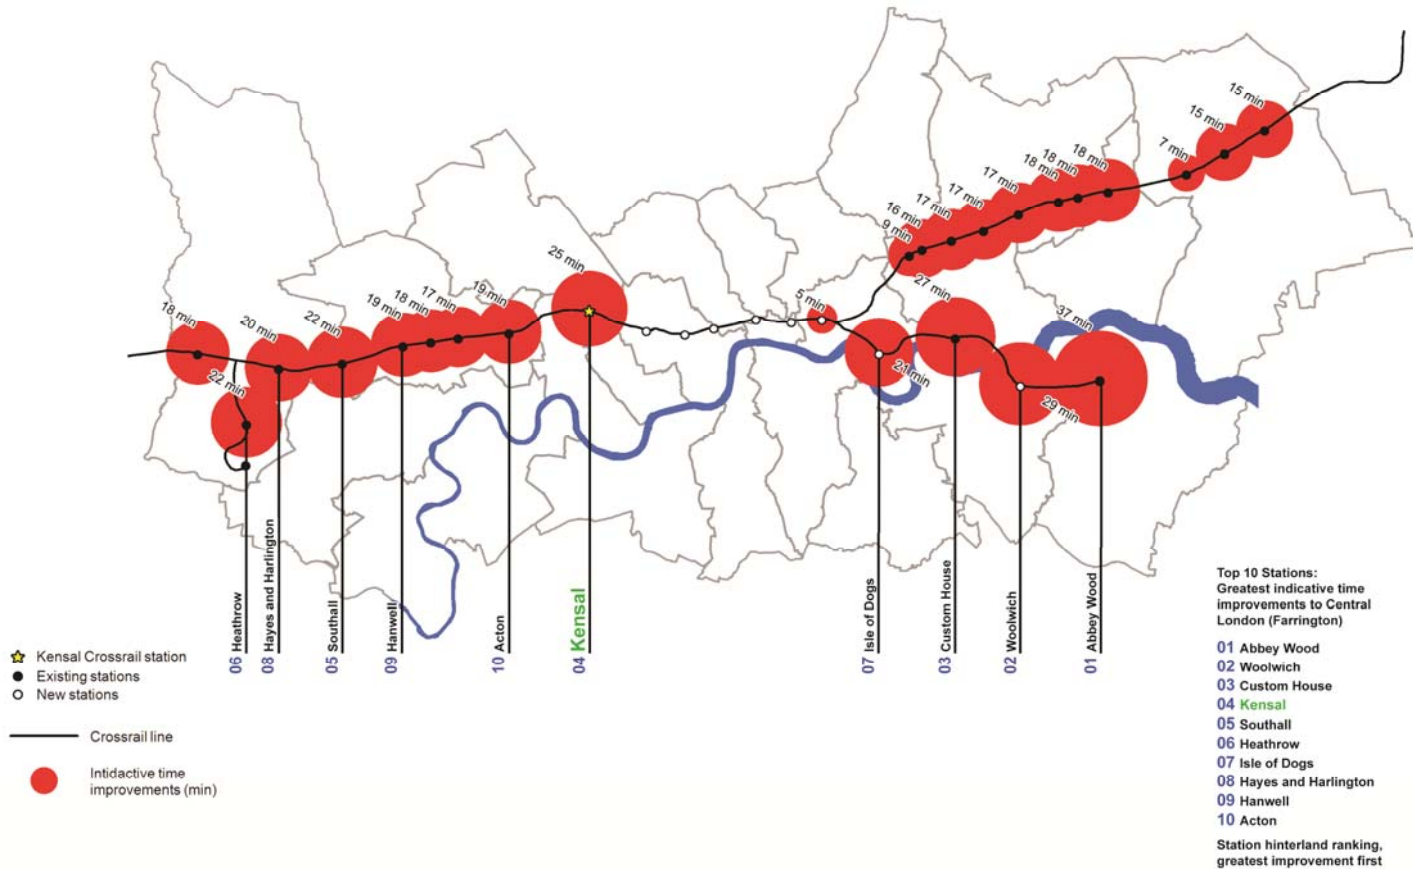 18 min
20 min
22 min
22 min
19 min
18 min
17 min
19 min
25 min
5 min
9 min
16 min
17 min
17 min
17 min
18 min
18 min
18 min
7 min
15 min
15 min
27 min
21 min
29 min
37 min
06 Heathrow
08 Hayes and Harlington
05 Southall
09 Hanwell
10 Acton
04 Kensal
07 Isle of Dogs
03 Custom House
02 Woolwich
01 Abbey Wood
Kensal Crossrail station
Existing stations
New stations
Crossrail line
Intidactive time
improvements (min)
Top 10 Stations:
Greatest indicative time
improvements to Central
London (Farrington)
01 Abbey Wood
02 Woolwich
03 Custom House
04 Kensal
05 Southall
06 Heathrow
07 Isle of Dogs
08 Hayes and Harlington
09 Hanwell
10 Acton
Station hinterland ranking,
greatest improvement first